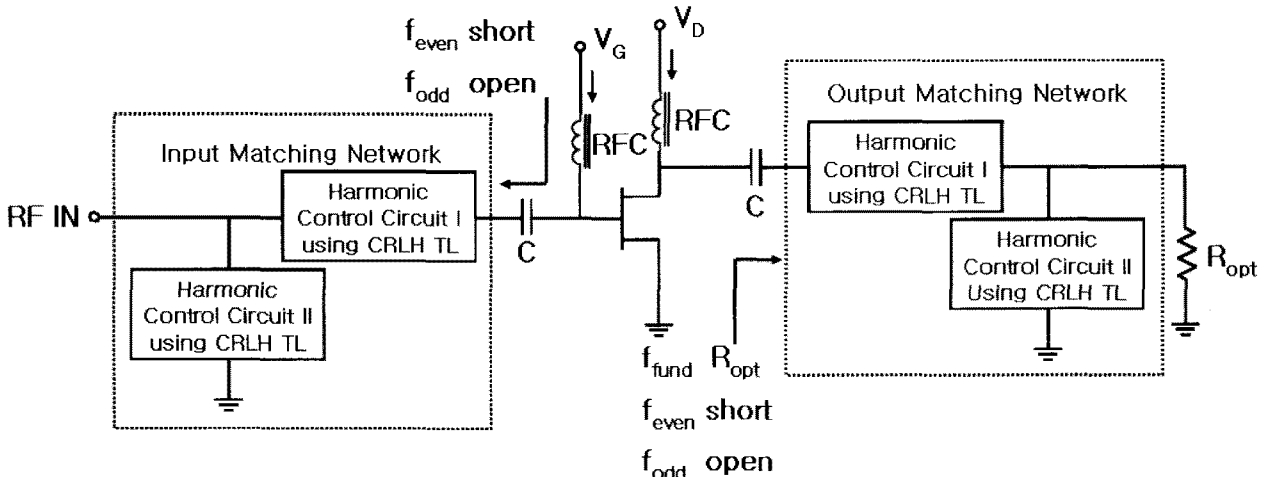 f_even short
f_odd open
V_G
V_D
RFC
RFC
Input Matching Network
Harmonic
Control Circuit I
using CRLH TL
RF IN
Harmonic
Control Circuit II
using CRLH TL
C
C
Output Matching Network
Harmonic
Control Circuit I
using CRLH TL
Harmonic
Control Circuit II
Using CRLH TL
R_opt
f_fund R_opt
f_even short
f_odd open